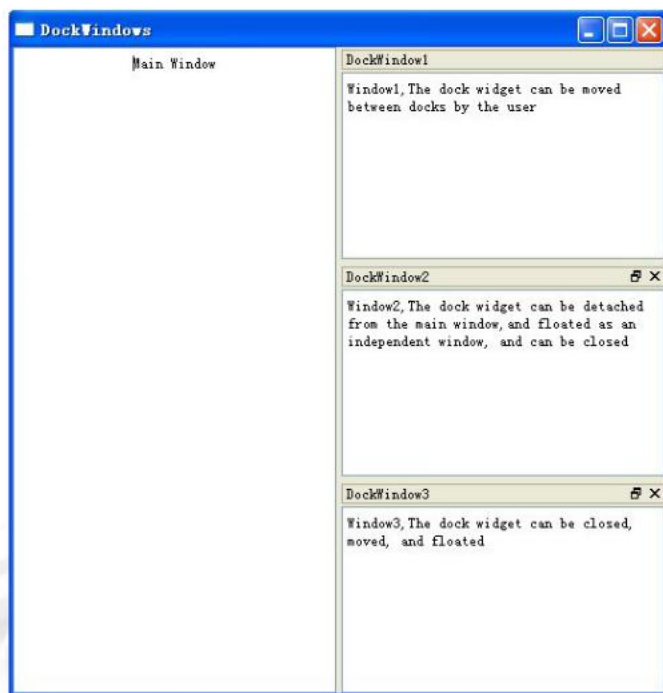 DockWindows
Main Window
DockWindow1
Window1,The dock widget can be moved
between docks by the user
DockWindow2
Window2,The dock widget can be detached
from the main window,and floated as an
independent window, and can be closed
DockWindow3
Window3,The dock widget can be closed,
moved, and floated